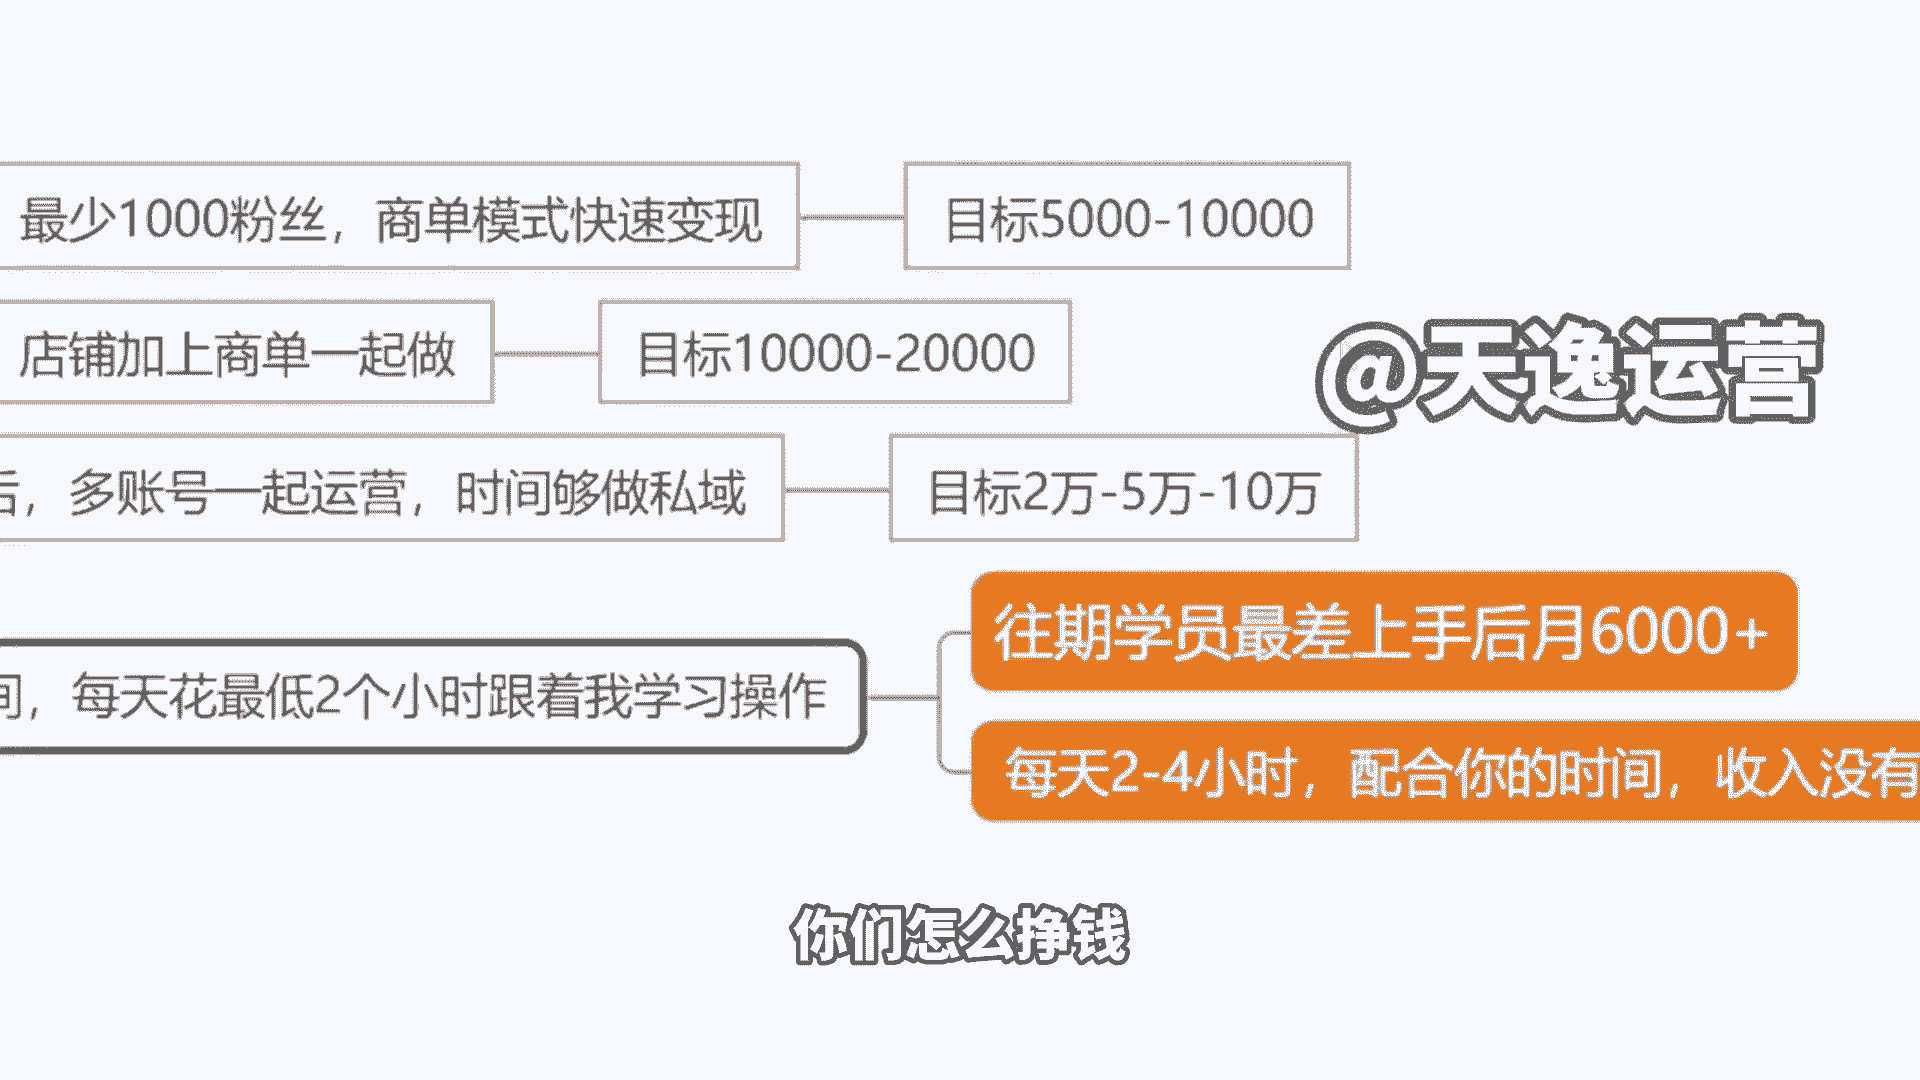 最少1000粉丝，商单模式快速变现
目标5000-10000
店铺加上商单一起做
目标10000-20000
@天逸运营
后，多账号一起运营，时间够做私域
目标2万-5万-10万
往期学员最差上手后月6000+
间，每天花最低2个小时跟着我学习操作
每天2-4小时，配合你的时间，收入没有
你们怎么挣钱